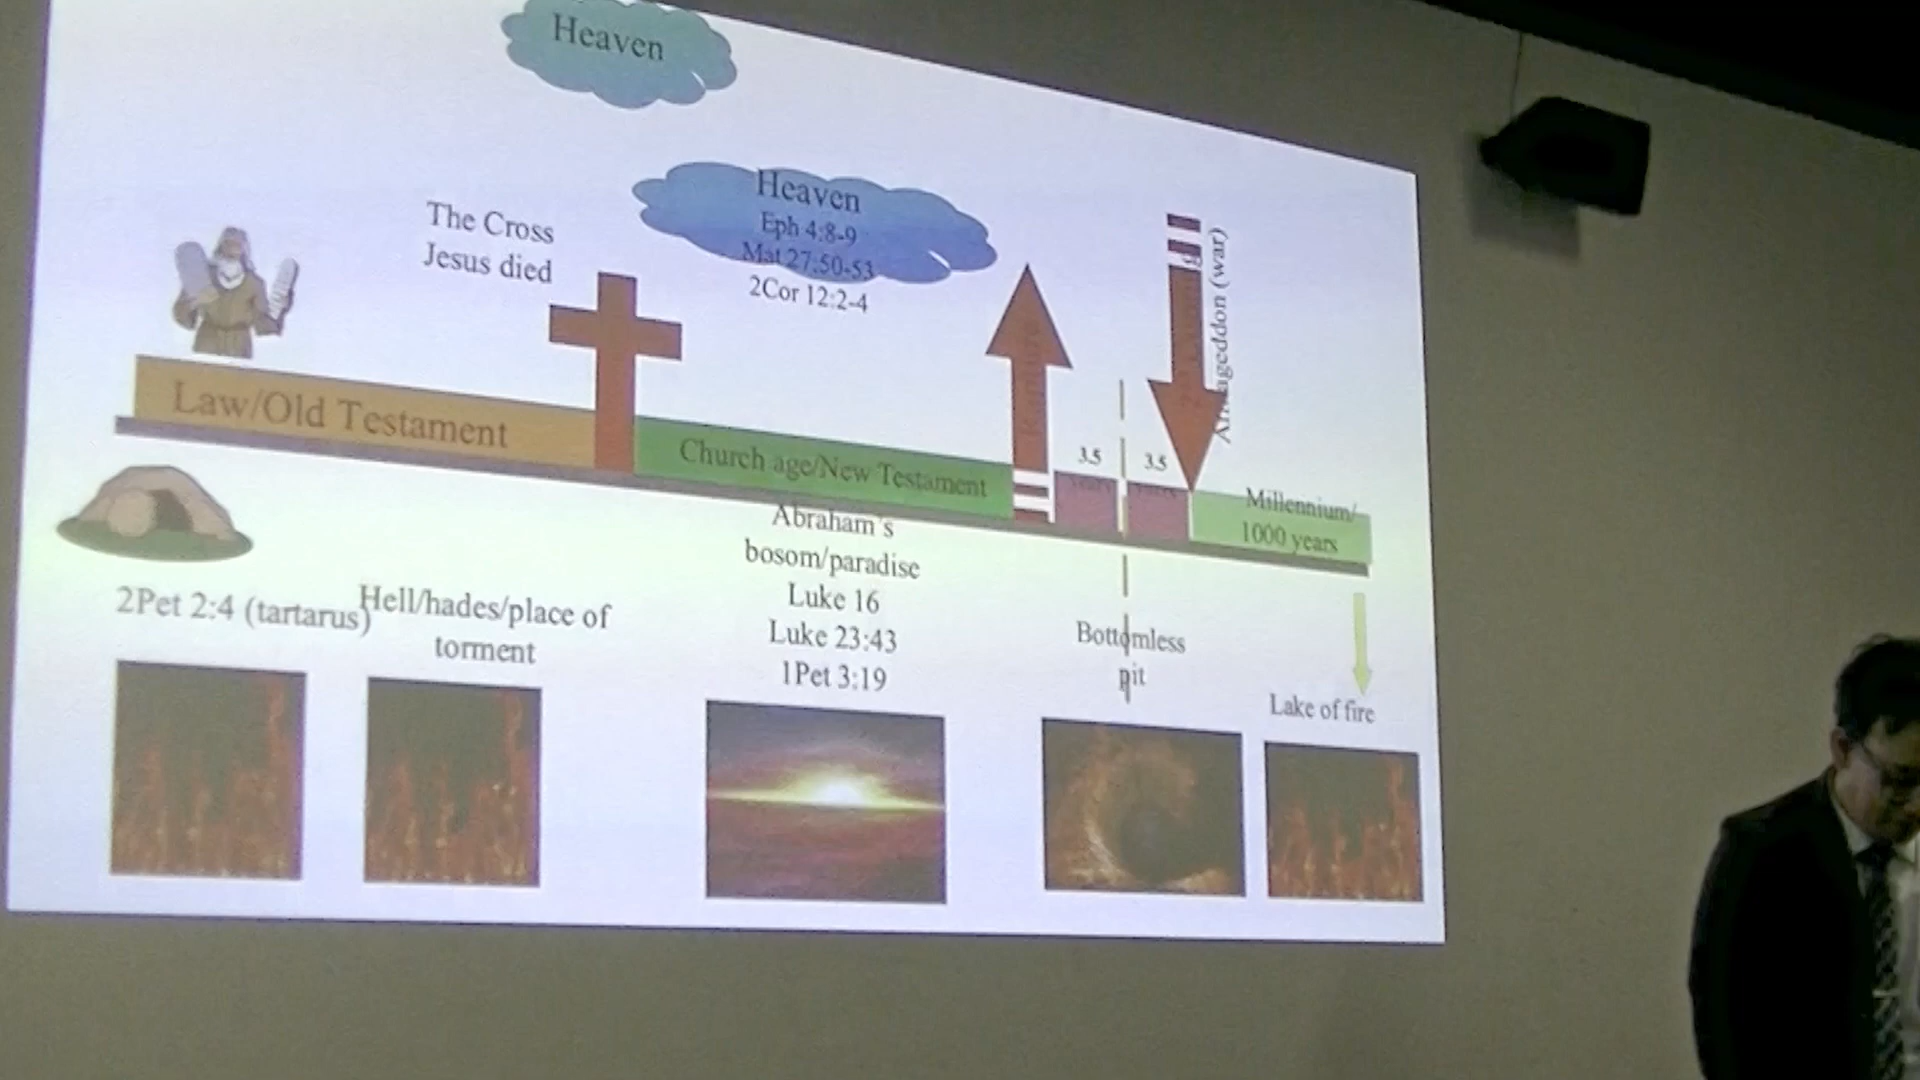 Heaven
Heaven
Eph 4:8-9
Mat 27:50-53
2Cor 12:2-4
The Cross
Jesus died
Armageddon (war)
Law/Old Testament
Church age/New Testament
3.5
years
3.5
years
Millennium/
1000 years
Abraham's
bosom/paradise
Luke 16
Luke 23:43
1Pet 3:19
2Pet 2:4 (tartarus)
Hell/hades/place of
torment
Bottomless
pit
Lake of fire